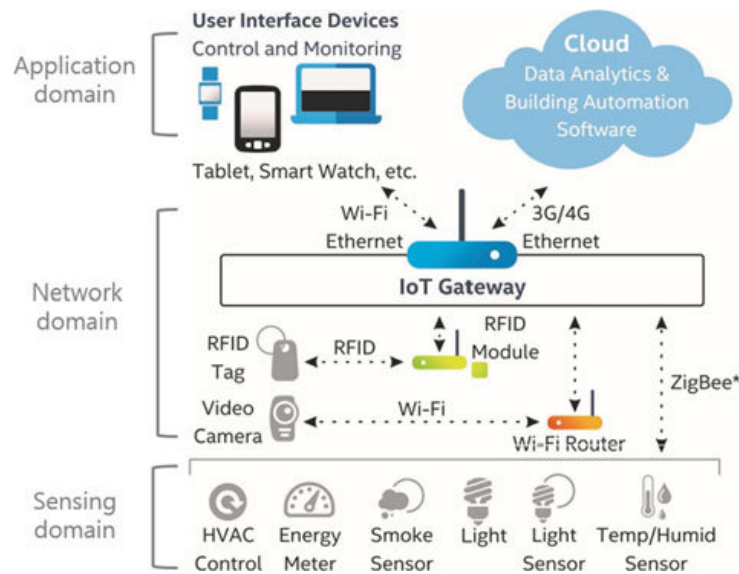 User Interface Devices
Control and Monitoring
Application
domain
Cloud
Data Analytics &
Building Automation
Software
Tablet, Smart Watch, etc.
Wi-Fi
Ethernet
3G/4G
Ethernet
IoT Gateway
Network
domain
RFID
Tag
RFID
RFID
Module
ZigBee*
Video
Camera
Wi-Fi
Wi-Fi Router
Sensing
domain
HVAC
Control
Energy
Meter
Smoke
Sensor
Light
Light
Sensor
Temp/Humid
Sensor